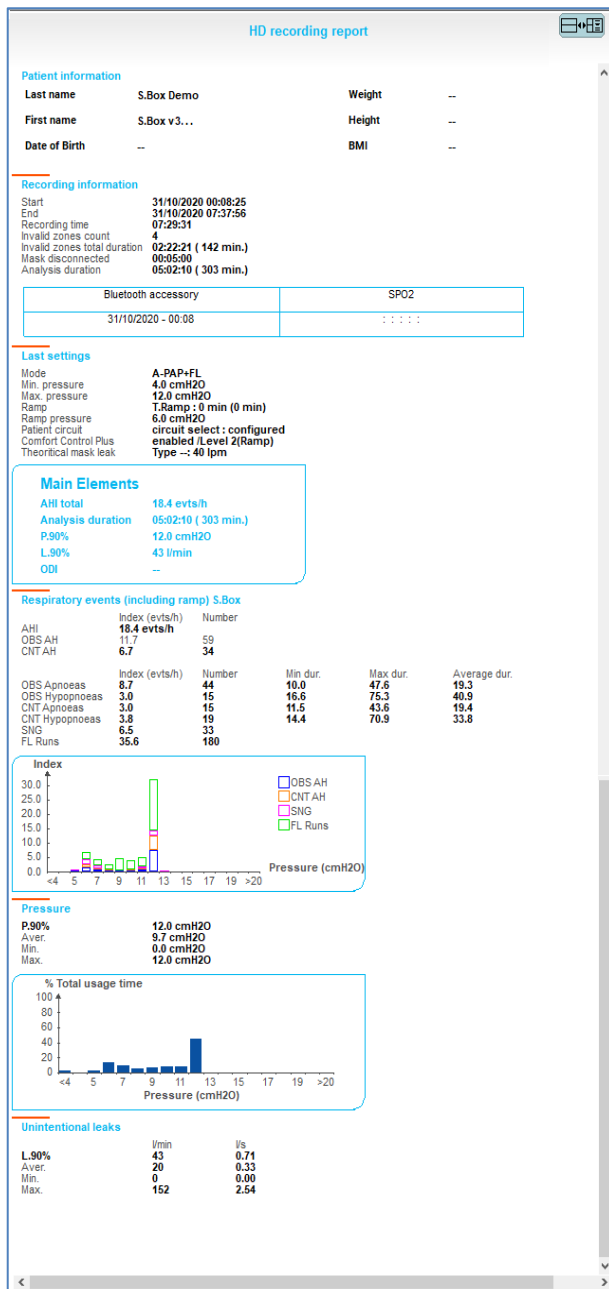 HD recording report
Patient information
Last name S.Box Demo Weight --
First name S.Box v3... Height --
Date of Birth -- BMI --
Recording information
Start 31/10/2020 00:08:25
End 31/10/2020 07:37:56
Recording time 07:29:31
Invalid zones count 4
Invalid zones total duration 02:22:21 ( 142 min.)
Mask disconnected 00:05:00
Analysis duration 05:02:10 ( 303 min.)
Bluetooth accessory SPO2
31/10/2020 - 00:08 : : : : :
Last settings
Mode A-PAP+FL
Min. pressure 4.0 cmH2O
Max. pressure 12.0 cmH2O
Ramp T.Ramp : 0 min (0 min)
Ramp pressure 6.0 cmH2O
Patient circuit circuit select : configured
Comfort Control Plus enabled /Level 2(Ramp)
Theoritical mask leak Type --: 40 lpm
Main Elements
AHI total 18.4 evts/h
Analysis duration 05:02:10 ( 303 min.)
P.90% 12.0 cmH2O
L.90% 43 l/min
ODI --
Respiratory events (including ramp) S.Box
Index (evts/h) Number
AHI 18.4 evts/h
OBS AH 11.7 59
CNT AH 6.7 34
Index (evts/h) Number Min dur. Max dur. Average dur.
OBS Apnoeas 8.7 44 10.0 47.6 19.3
OBS Hypopnoeas 3.0 15 16.6 75.3 40.9
CNT Apnoeas 3.0 15 11.5 43.6 19.4
CNT Hypopnoeas 3.8 19 14.4 70.9 33.8
SNG 6.5 33
FL Runs 35.6 180
Index
30.0
25.0
20.0
15.0
10.0
5.0
0.0
OBS AH
CNT AH
SNG
FL Runs
Pressure (cmH2O)
<4 5 7 9 11 13 15 17 19 >20
Pressure
P.90% 12.0 cmH2O
Aver. 9.7 cmH2O
Min. 0.0 cmH2O
Max. 12.0 cmH2O
% Total usage time
100
80
60
40
20
0
<4 5 7 9 11 13 15 17 19 >20
Pressure (cmH2O)
Unintentional leaks
l/min l/s
L.90% 43 0.71
Aver. 20 0.33
Min. 0 0.00
Max. 152 2.54